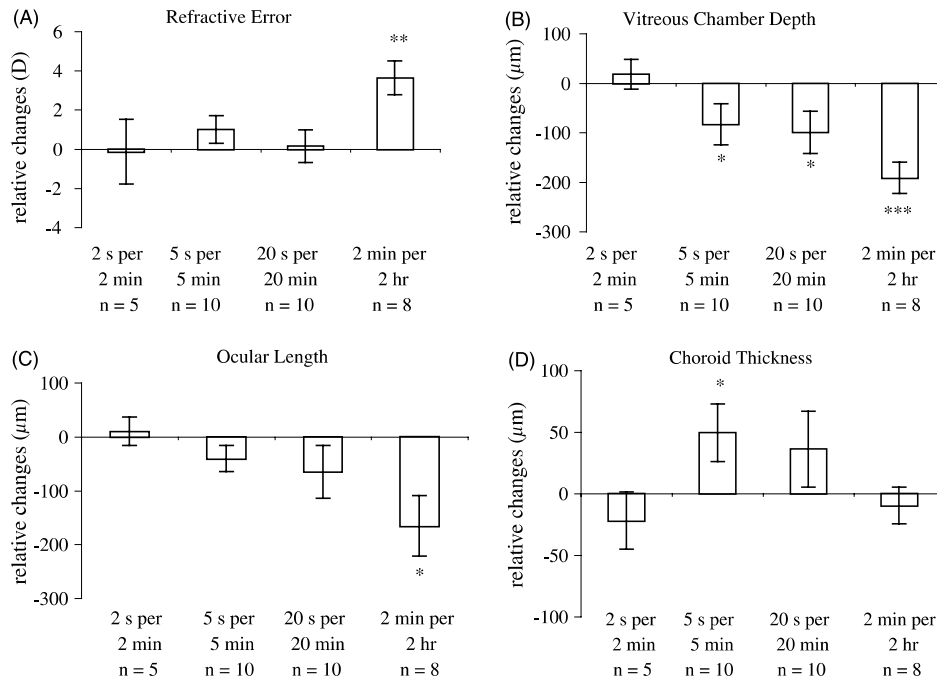 (A) Refractive Error
relative changes (D)
6
4
2
0
-2
-4
**
2 s per 5 s per 20 s per 2 min per
2 min 5 min 20 min 2 hr
n = 5 n = 10 n = 10 n = 8
(B) Vitreous Chamber Depth
relative changes (µm)
100
0
-100
-200
-300
* * ***
2 s per 5 s per 20 s per 2 min per
2 min 5 min 20 min 2 hr
n = 5 n = 10 n = 10 n = 8
(C) Ocular Length
relative changes (µm)
100
0
-100
-200
-300
*
2 s per 5 s per 20 s per 2 min per
2 min 5 min 20 min 2 hr
n = 5 n = 10 n = 10 n = 8
(D) Choroid Thickness
relative changes (µm)
100
50
0
-50
-100
*
2 s per 5 s per 20 s per 2 min per
2 min 5 min 20 min 2 hr
n = 5 n = 10 n = 10 n = 8